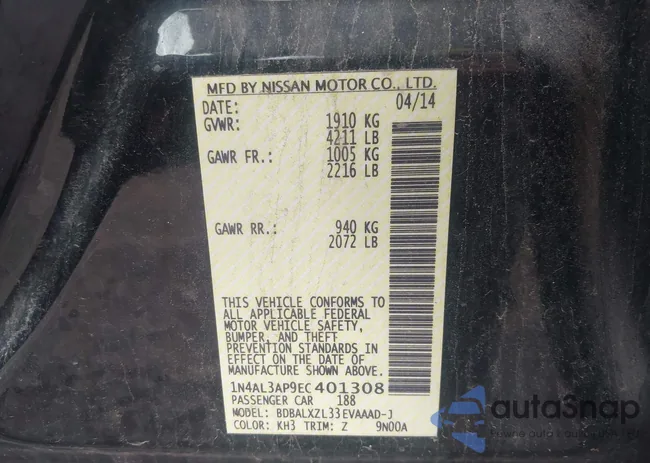 MFD BY NISSAN MOTOR CO., LTD.
DATE: 04/14
GVWR: 1910 KG
4211 LB
GAWR FR.: 1005 KG
2216 LB
GAWR RR.: 940 KG
2072 LB
THIS VEHICLE CONFORMS TO
ALL APPLICABLE FEDERAL
MOTOR VEHICLE SAFETY,
BUMPER, AND THEFT
PREVENTION STANDARDS IN
EFFECT ON THE DATE OF
MANUFACTURE SHOWN ABOVE.
1N4AL3AP9EC401308
PASSENGER CAR 188
MODEL: BDBALXZL33EVAAAD-J
COLOR: KH3 TRIM: Z 9N00A
autoSnap